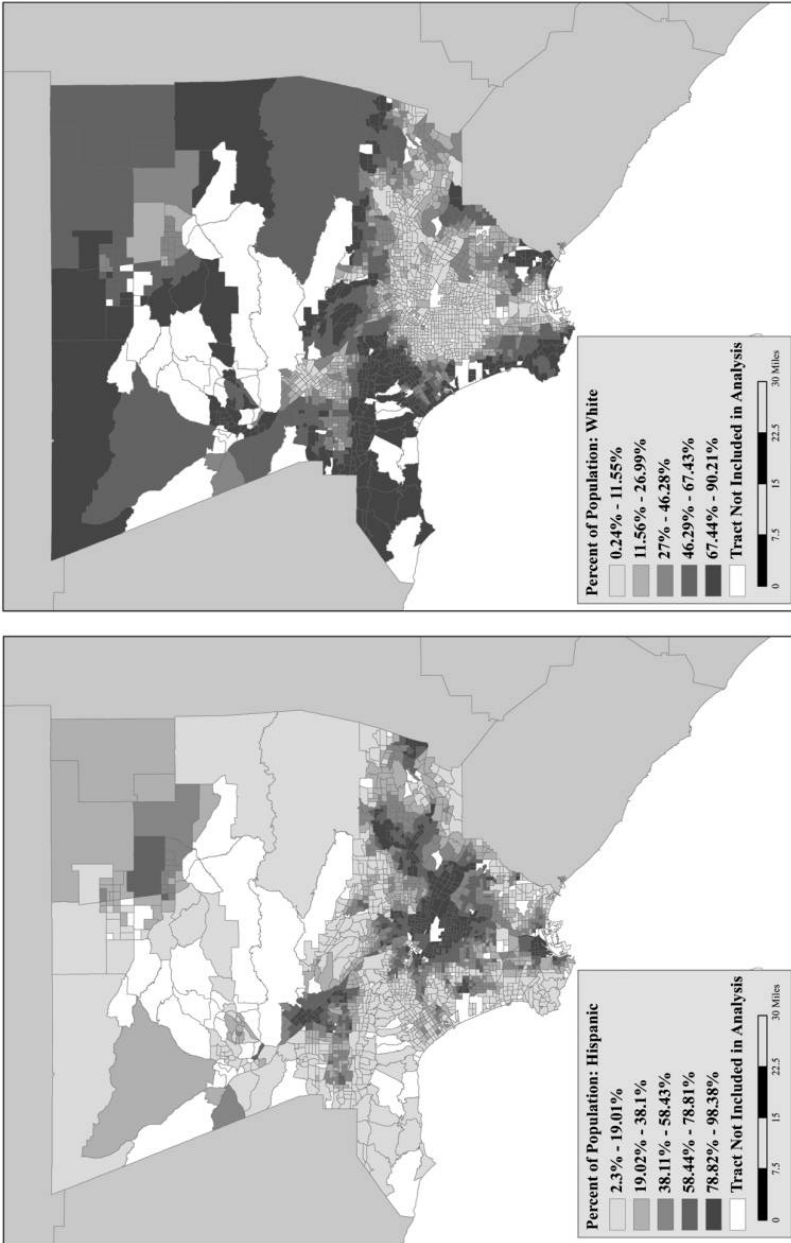 Percent of Population: Hispanic
2.3% - 19.01%
19.02% - 38.1%
38.11% - 58.43%
58.44% - 78.81%
78.82% - 98.38%
Tract Not Included in Analysis
0 7.5 15 22.5 30 Miles
Percent of Population: White
0.24% - 11.55%
11.56% - 26.99%
27% - 46.28%
46.29% - 67.43%
67.44% - 90.21%
Tract Not Included in Analysis
0 7.5 15 22.5 30 Miles